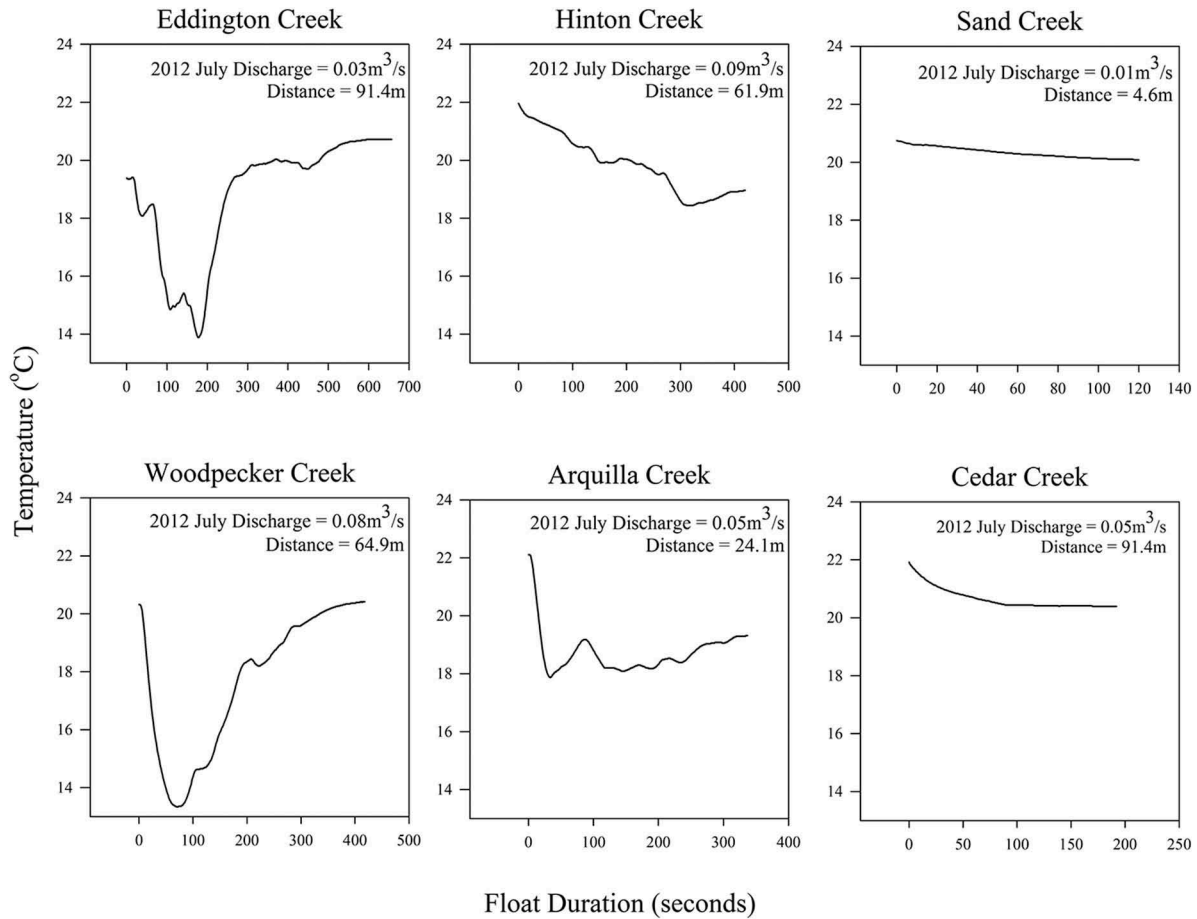 Eddington Creek
2012 July Discharge = 0.03m³/s
Distance = 91.4m
24
22
20
18
16
14
0 100 200 300 400 500 600 700
Hinton Creek
2012 July Discharge = 0.09m³/s
Distance = 61.9m
24
22
20
18
16
14
0 100 200 300 400 500
Sand Creek
2012 July Discharge = 0.01m³/s
Distance = 4.6m
24
22
20
18
16
14
0 20 40 60 80 100 120 140
Temperature (°C)
Woodpecker Creek
2012 July Discharge = 0.08m³/s
Distance = 64.9m
24
22
20
18
16
14
0 100 200 300 400 500
Arquilla Creek
2012 July Discharge = 0.05m³/s
Distance = 24.1m
24
22
20
18
16
14
0 100 200 300 400
Cedar Creek
2012 July Discharge = 0.05m³/s
Distance = 91.4m
24
22
20
18
16
14
0 50 100 150 200 250
Float Duration (seconds)